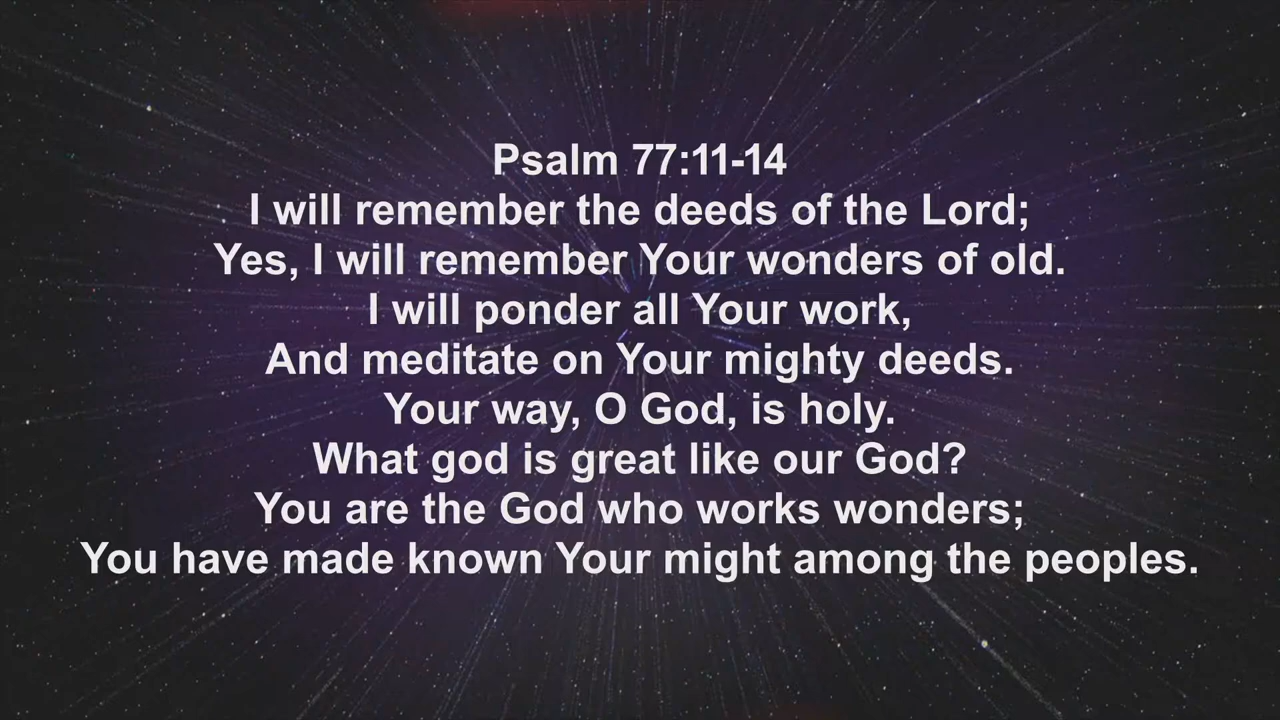 Psalm 77:11-14
I will remember the deeds of the Lord;
Yes, I will remember Your wonders of old.
I will ponder all Your work,
And meditate on Your mighty deeds.
Your way, O God, is holy.
What god is great like our God?
You are the God who works wonders;
You have made known Your might among the peoples.